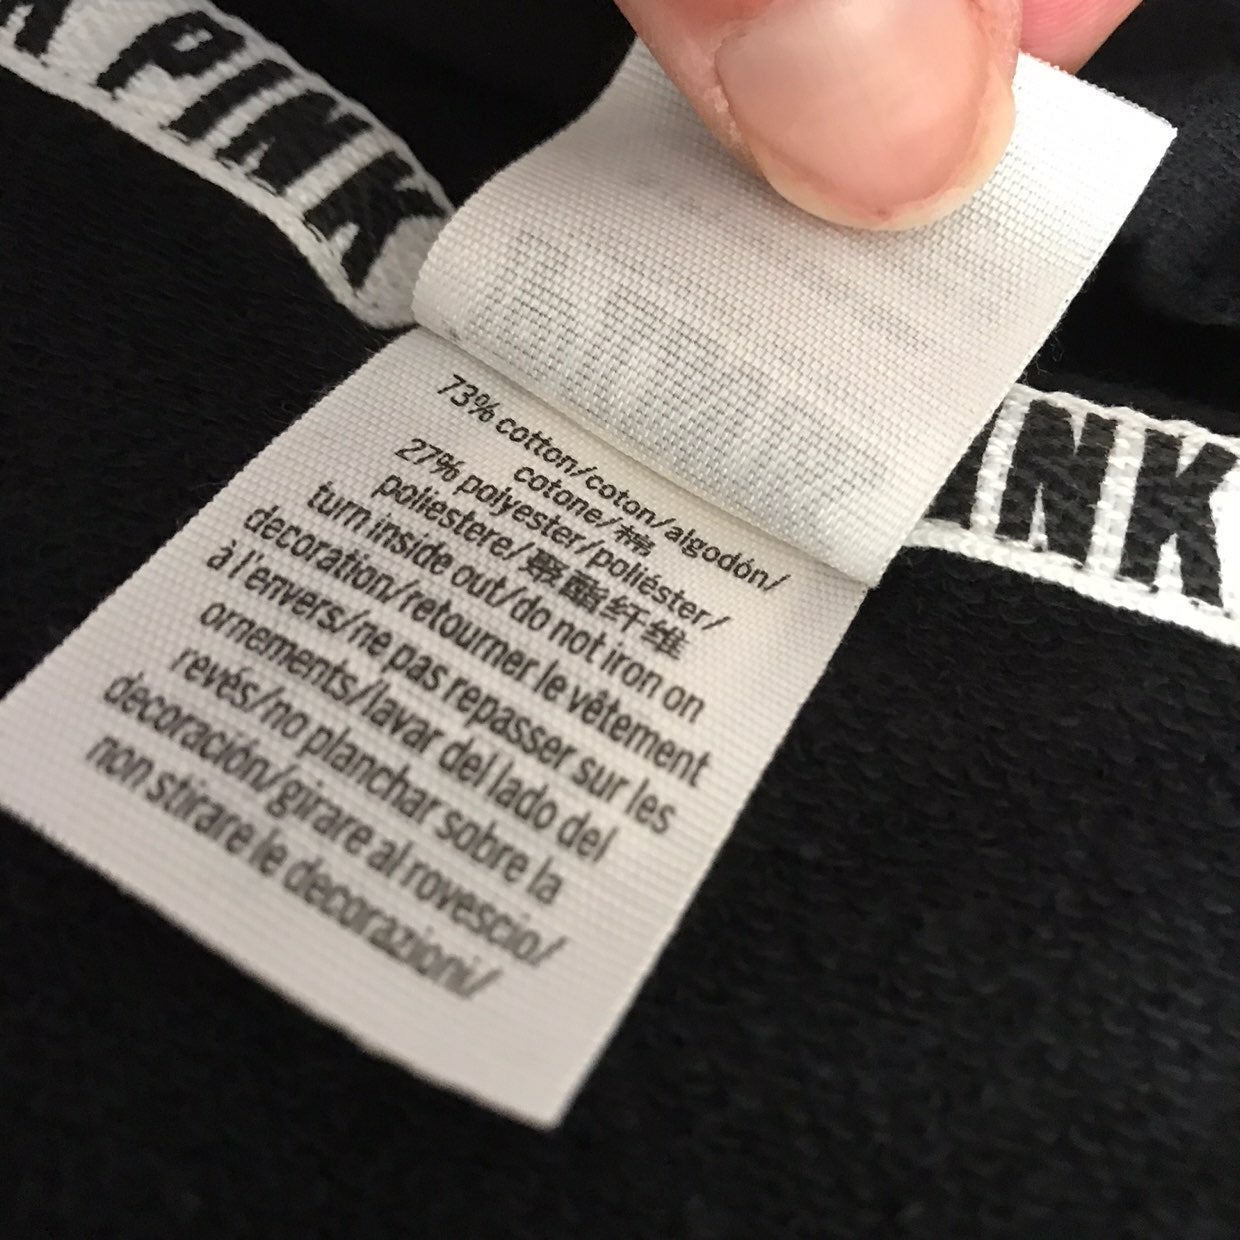 K PINK
73% cotton/coton/algodón/
cotone/棉
27% polyester/poliéster/
poliestere/聚酯纤维
turn inside out/do not iron on
decoration/retourner le vêtement
à l'envers/ne pas repasser sur les
ornements/lavar del lado del
revés/no planchar sobre la
decoración/girare al rovescio/
non stirare le decorazioni/
NK